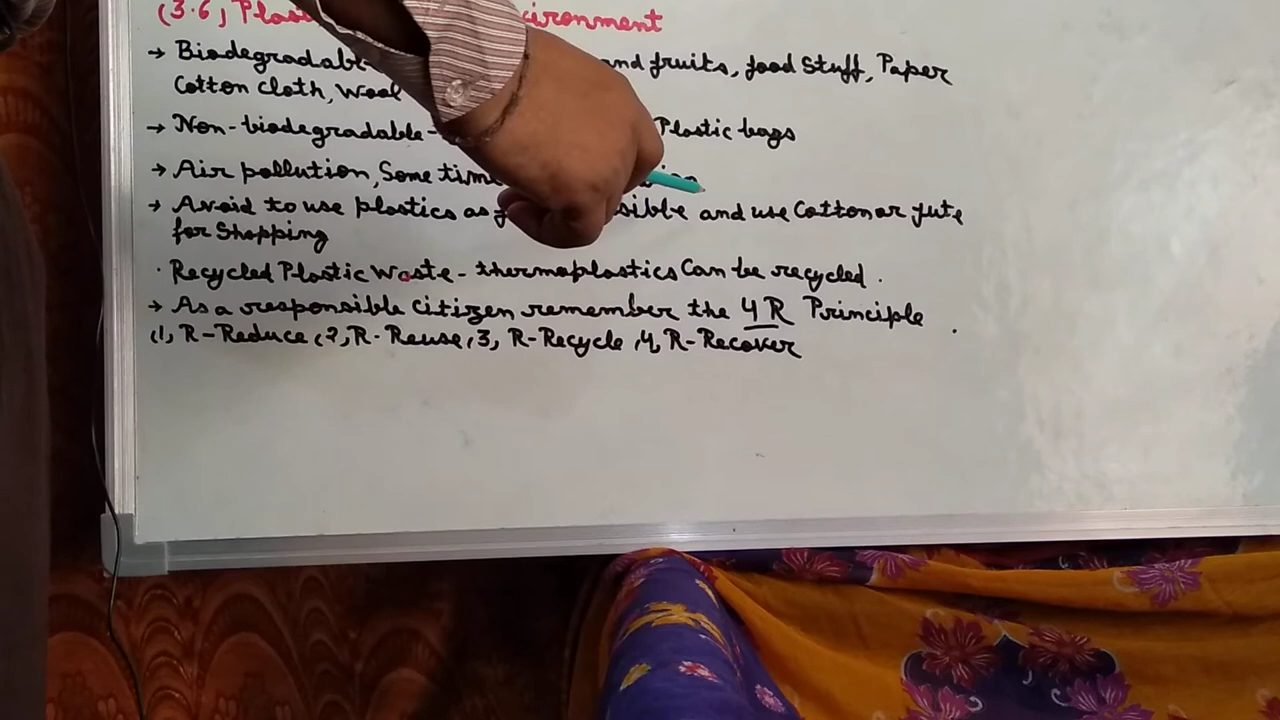 (3.6) Plas ironment
→ Biodegradabl and fruits, food Stuff, Paper
Cotton cloth, Wool
→ Non-biodegradable- Plastic bags
→ Air pollution, Some tim
→ Avoid to use plastics as sible and use Cotton or jute
for Shopping
· Recycled Plastic Waste - thermoplastics Can be recycled.
→ As a responsible citizen remember the 4R Principle.
(1, R-Reduce (2, R-Reuse (3, R-Recycle (4, R-Recover